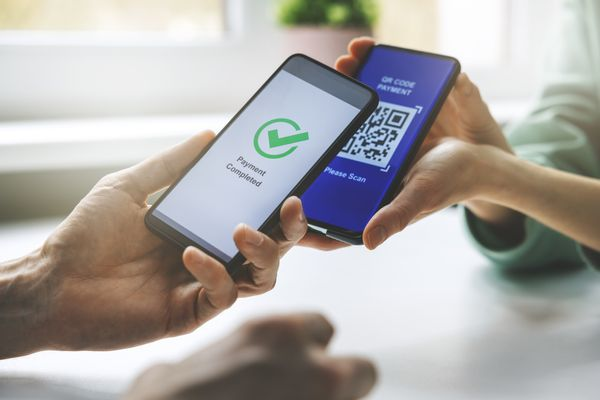 Payment
Completed
QR CODE
PAYMENT
Please Scan